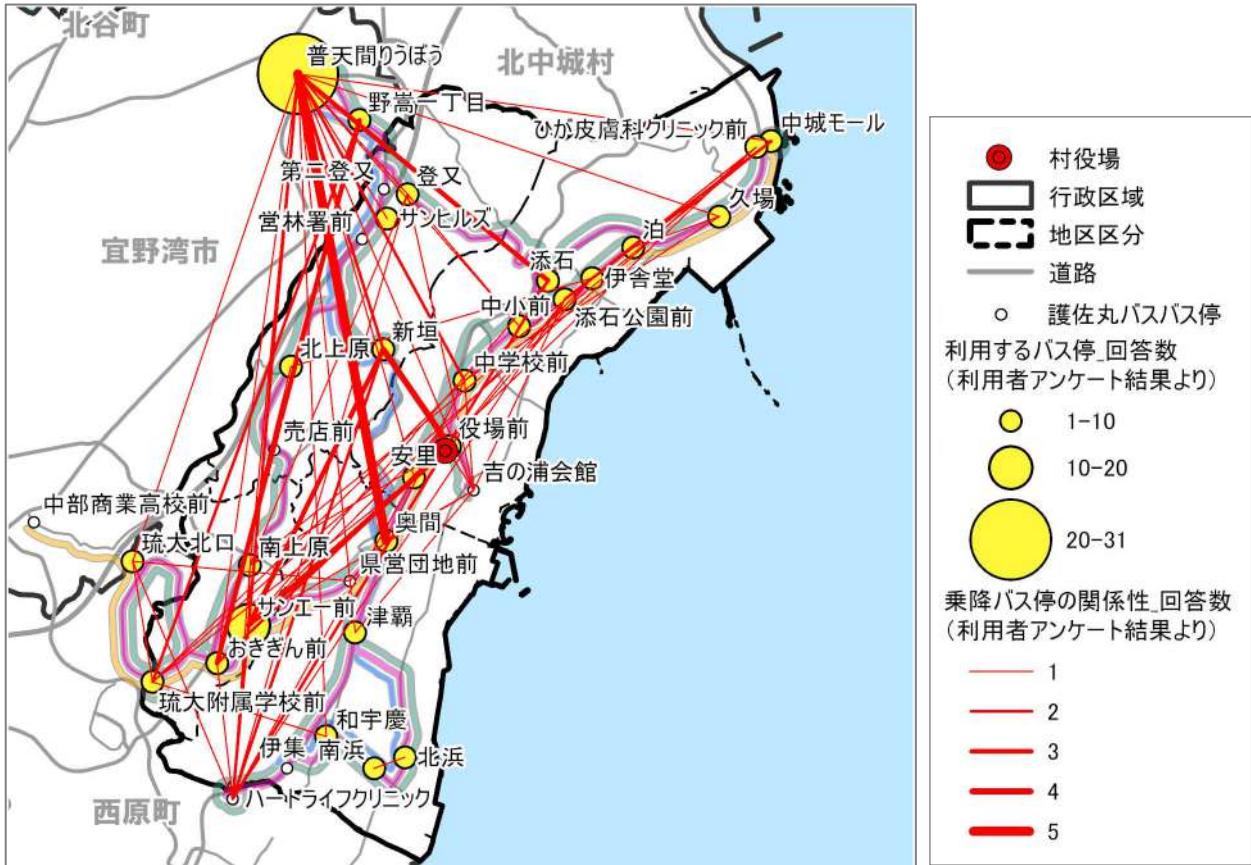 北谷町
普天間りうぼう
北中城村
野嵩一丁目
ひが皮膚科クリニック前
中城モール
第二登又
登又
営林署前
サンヒルズ
久場
宜野湾市
泊
添石
伊舎堂
中小前
添石公園前
新垣
北上原
中学校前
売店前
役場前
安里
吉の浦会館
中部商業高校前
奥間
琉大北口
南上原
県営団地前
サンエー前
津覇
おきぎん前
琉大附属学校前
和宇慶
伊集
南浜
北浜
西原町
ハートライフクリニック
村役場
行政区域
地区区分
道路
護佐丸バスバス停
利用するバス停_回答数
（利用者アンケート結果より）
1-10
10-20
20-31
乗降バス停の関係性_回答数
（利用者アンケート結果より）
1
2
3
4
5